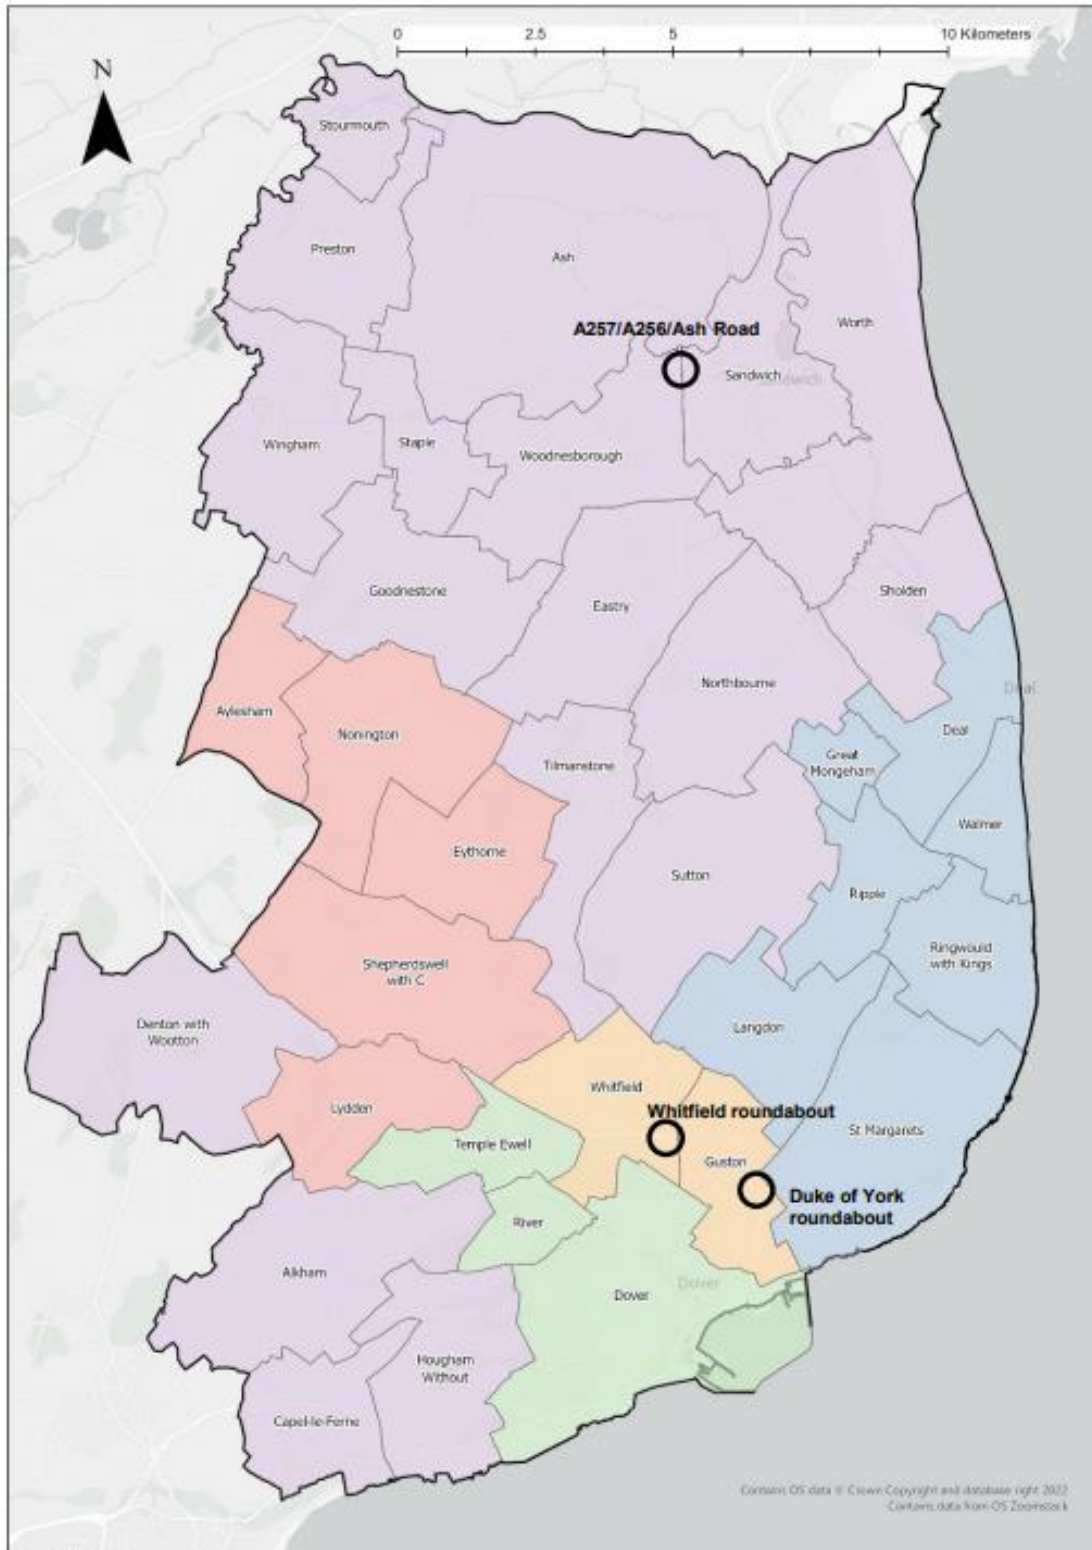 0 2.5 5 10 Kilometers
N
Stourmouth
Preston
Ash
Worth
A257/A256/Ash Road
Sandwich
Wingham
Staple
Woodnesborough
Goodnestone
Eastry
Sholden
Northbourne
Deal
Aylesham
Nonington
Tilmanstone
Great
Mongeham
Deal
Walmer
Eythorne
Sutton
Ripple
Ringwould
with Kings
Shepherdswell
with C
Denton with
Wootton
Langdon
Whitfield
Lydden
Whitfield roundabout
St Margarets
Temple Ewell
Guston
Duke of York
roundabout
River
Alkham
Dover
Dover
Hougham
Without
Capel-le-Ferne
Contains OS data © Crown Copyright and database right 2022
Contains data from OS Zoomstack